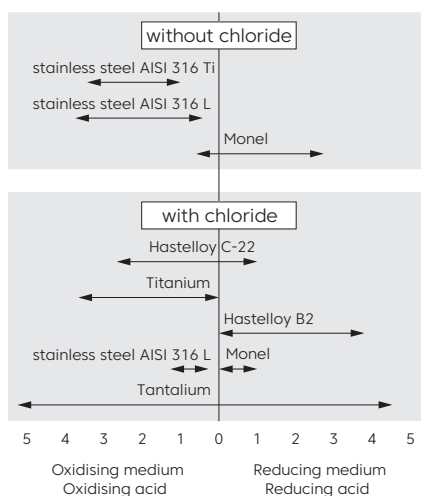 without chloride
stainless steel AISI 316 Ti
stainless steel AISI 316 L
Monel
with chloride
Hastelloy C-22
Titanium
Hastelloy B2
stainless steel AISI 316 L Monel
Tantalium
5 4 3 2 1 0 1 2 3 4 5
Oxidising medium Reducing medium
Oxidising acid Reducing acid